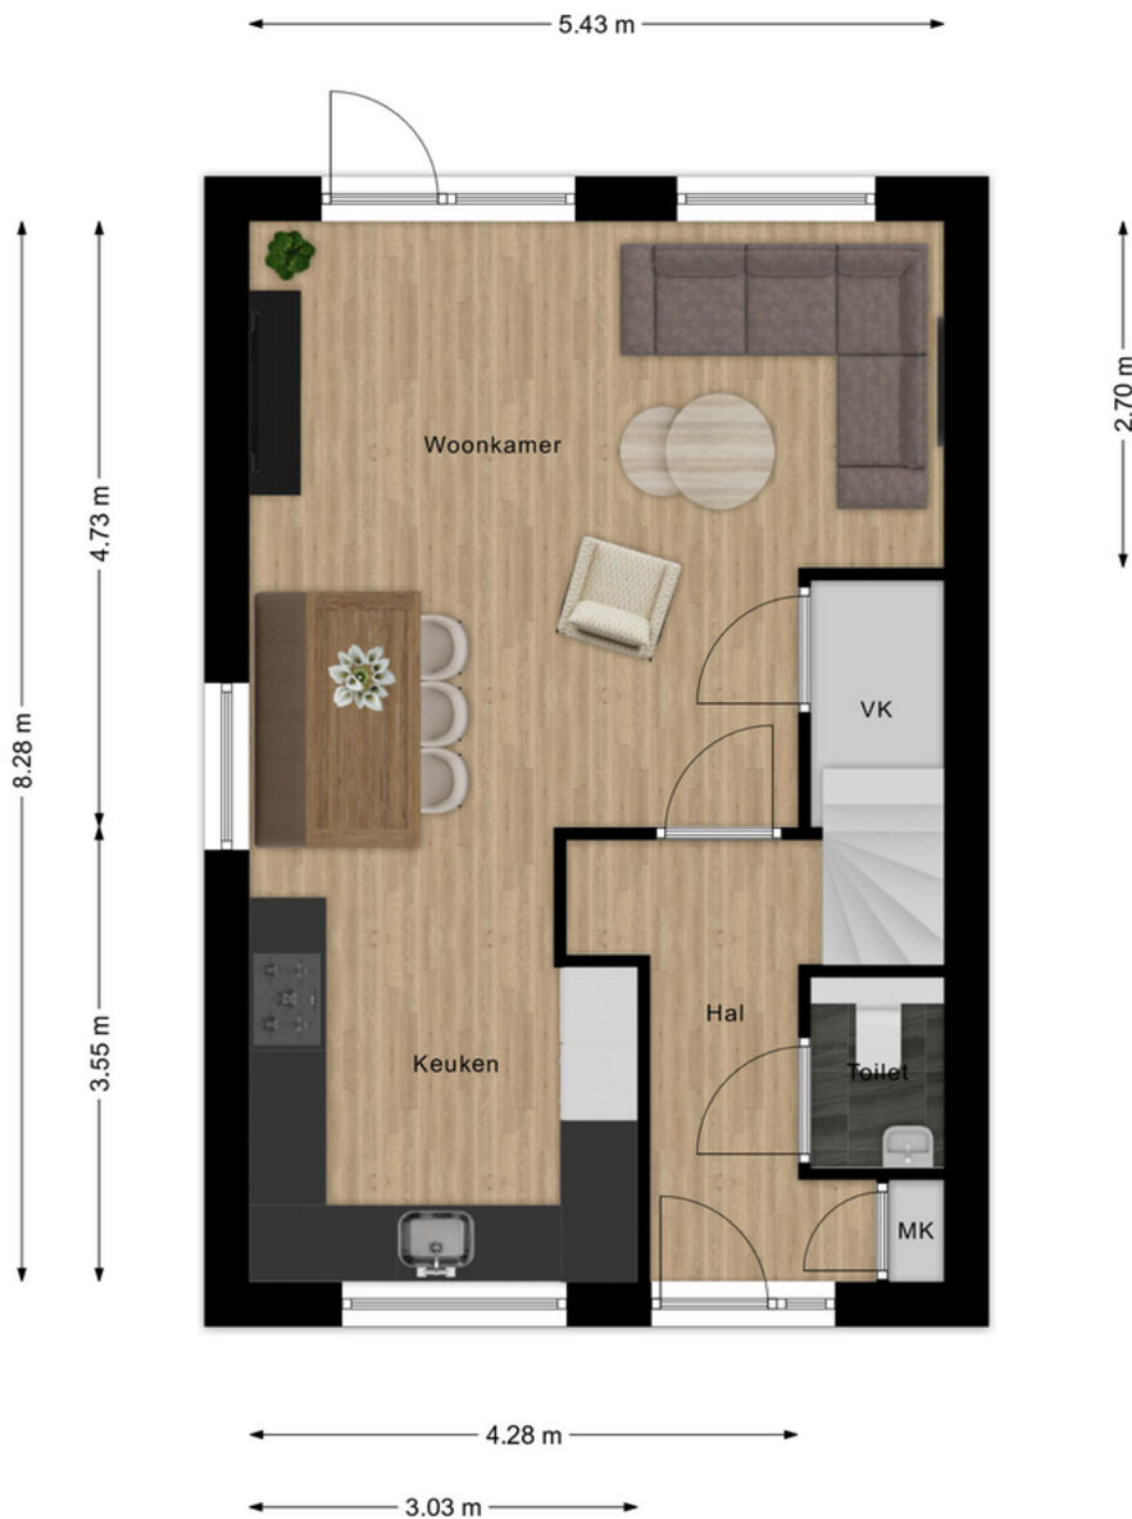 5.43 m
2.70 m
Woonkamer
4.73 m
8.28 m
VK
3.55 m
Hal
Keuken
Toilet
MK
4.28 m
3.03 m